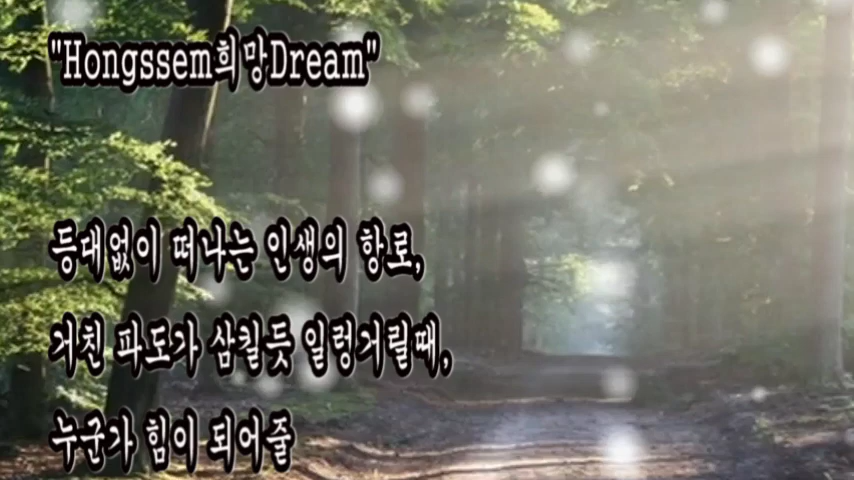 "Hongssem희망Dream"
등대없이 떠나는 인생의 항로,
거친 파도가 삼킬듯 일렁거릴때,
누군가 힘이 되어줄